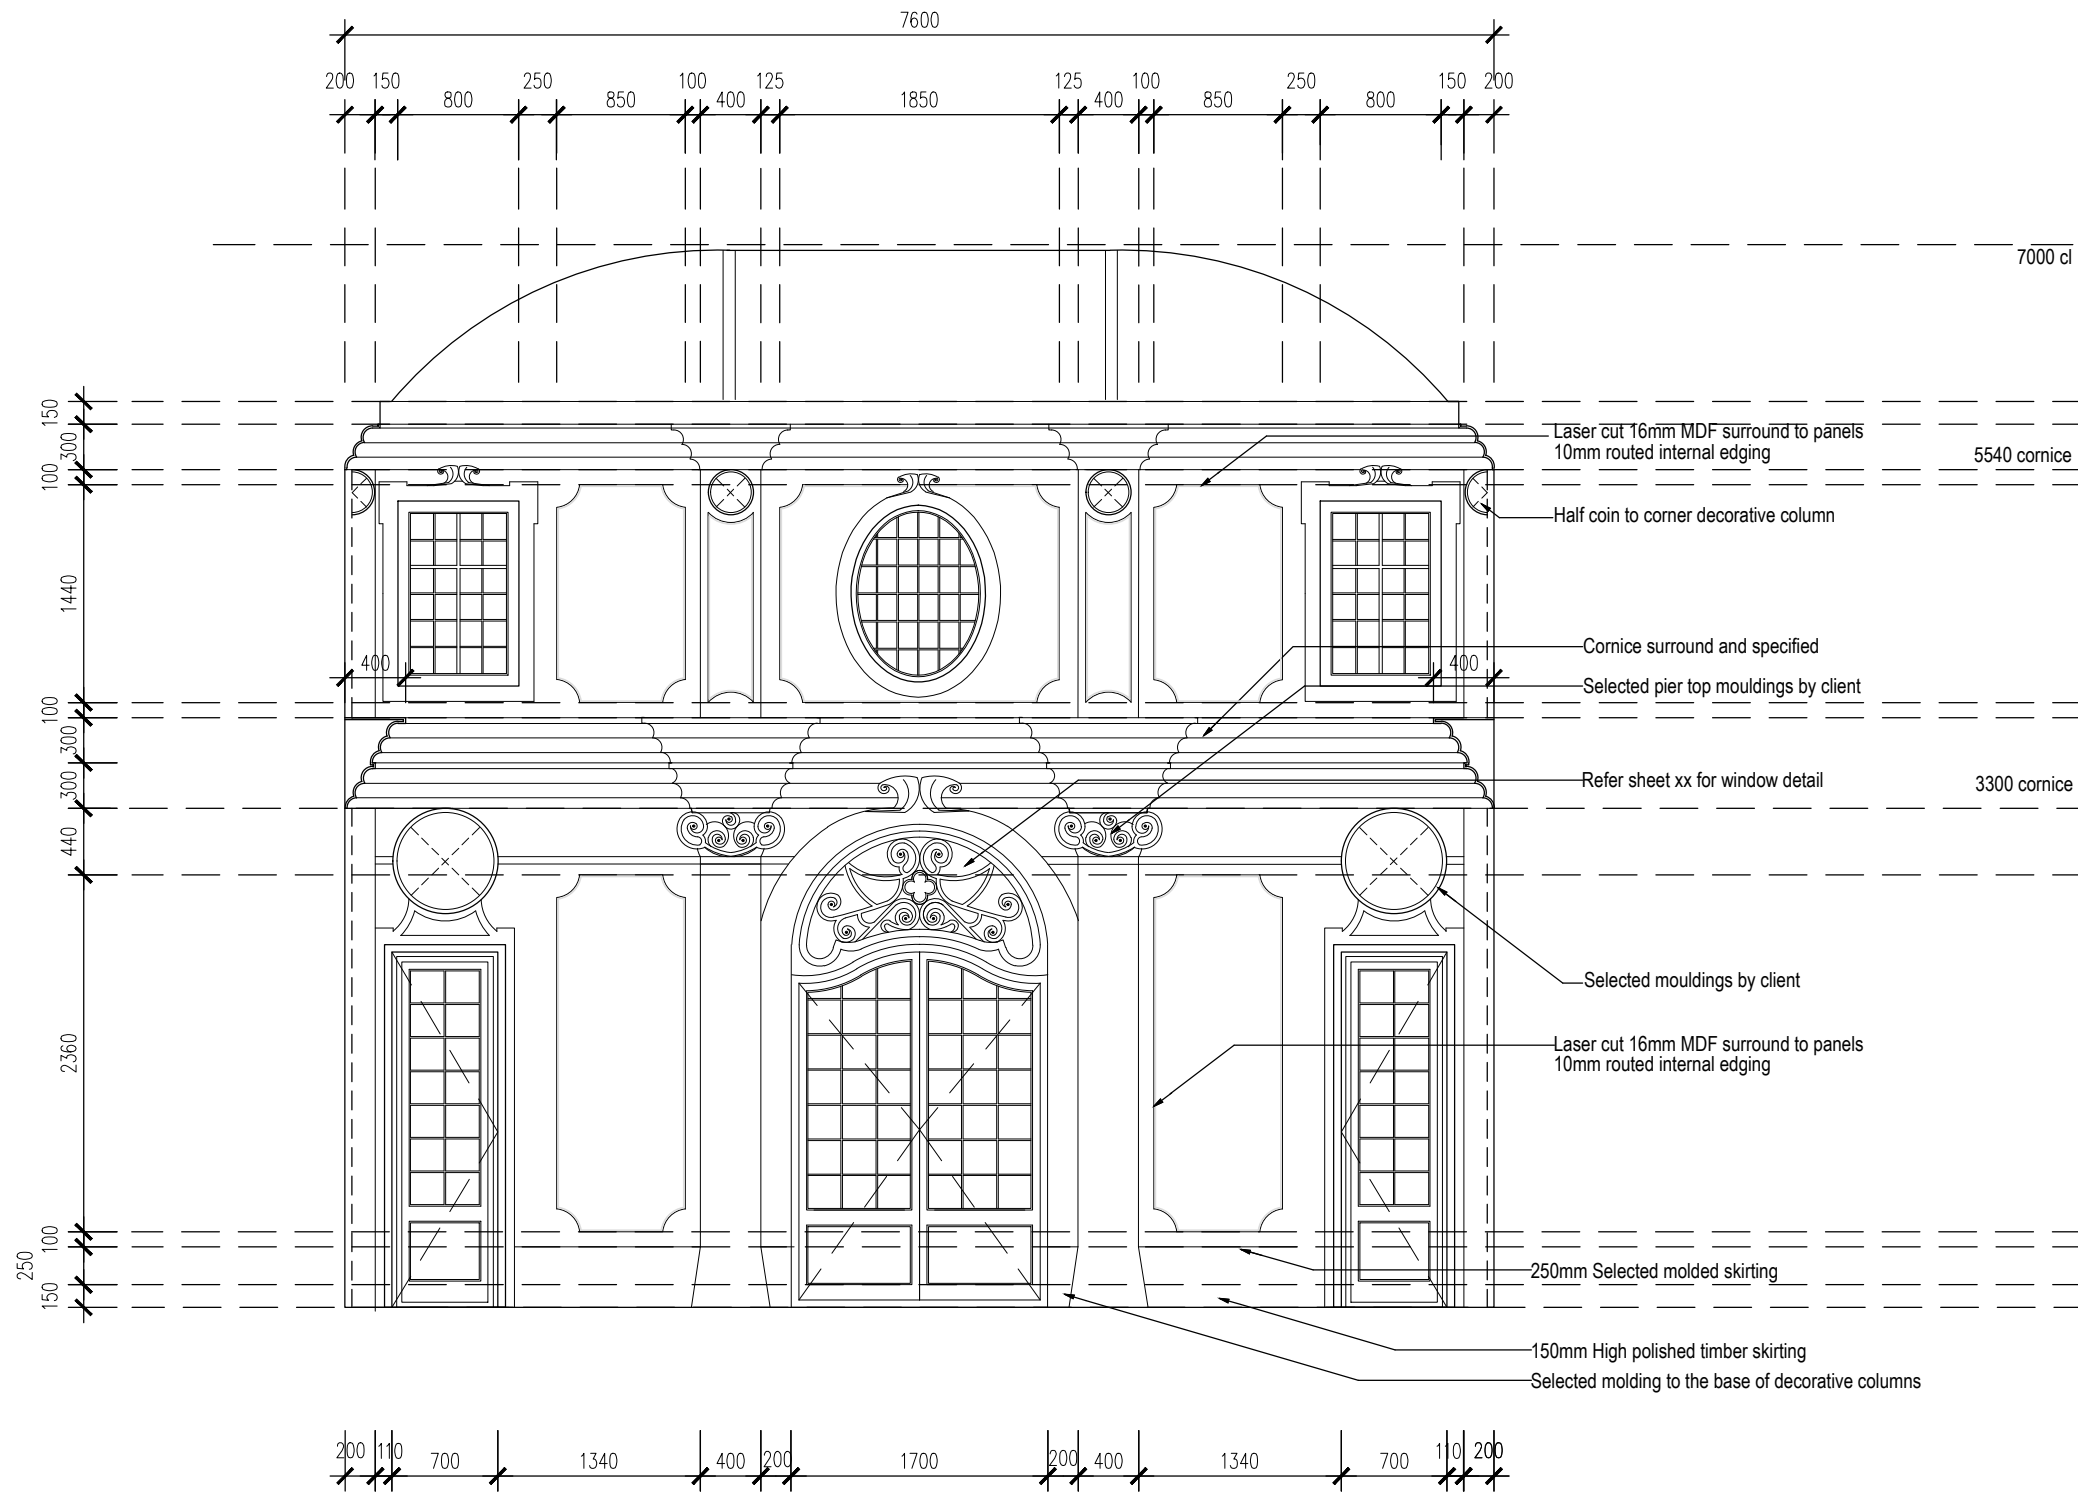 7600
200 150 800 250 850 100 400 125 1850 125 400 100 850 250 800 150 200
7000 cl
150
300
100
1440
100
300
300
440
2360
100
250
150
400
400
Laser cut 16mm MDF surround to panels
10mm routed internal edging
5540 cornice
Half coin to corner decorative column
Cornice surround and specified
Selected pier top mouldings by client
Refer sheet xx for window detail
3300 cornice
Selected mouldings by client
Laser cut 16mm MDF surround to panels
10mm routed internal edging
250mm Selected molded skirting
150mm High polished timber skirting
Selected molding to the base of decorative columns
200 110 700 1340 400 200 1700 200 400 1340 700 110 200